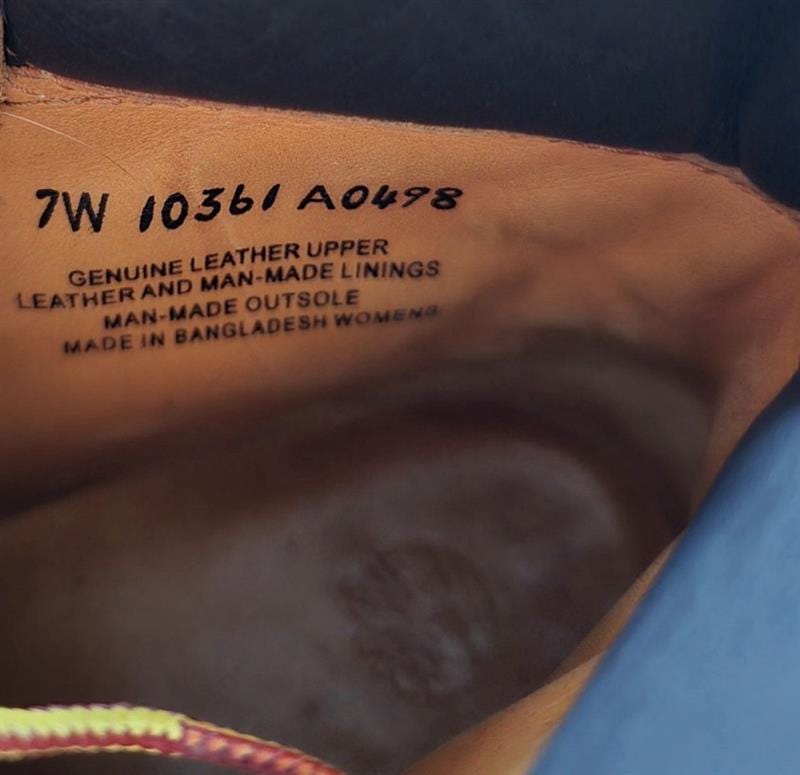 7W 10361 A0498
GENUINE LEATHER UPPER
LEATHER AND MAN-MADE LININGS
MAN-MADE OUTSOLE
MADE IN BANGLADESH WOMENS